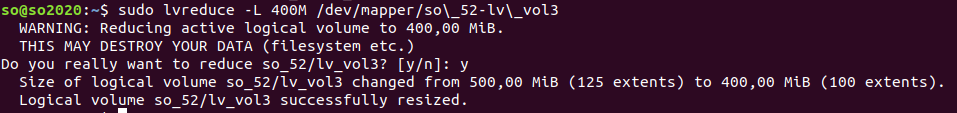 so@so2020:~$ sudo lvreduce -L 400M /dev/mapper/so\_52-lv\_vol3
WARNING: Reducing active logical volume to 400,00 MiB.
THIS MAY DESTROY YOUR DATA (filesystem etc.)
Do you really want to reduce so_52/lv_vol3? [y/n]: y
Size of logical volume so_52/lv_vol3 changed from 500,00 MiB (125 extents) to 400,00 MiB (100 extents).
Logical volume so_52/lv_vol3 successfully resized.